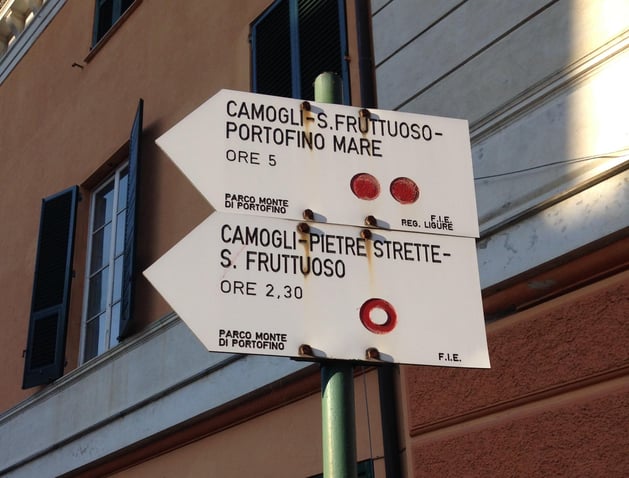 CAMOGLI-S.FRUTTUOSO-
PORTOFINO MARE
ORE 5
PARCO MONTE
DI PORTOFINO
F.I.E.
REG. LIGURE
CAMOGLI-PIETRE STRETTE-
S. FRUTTUOSO
ORE 2,30
PARCO MONTE
DI PORTOFINO
F.I.E.